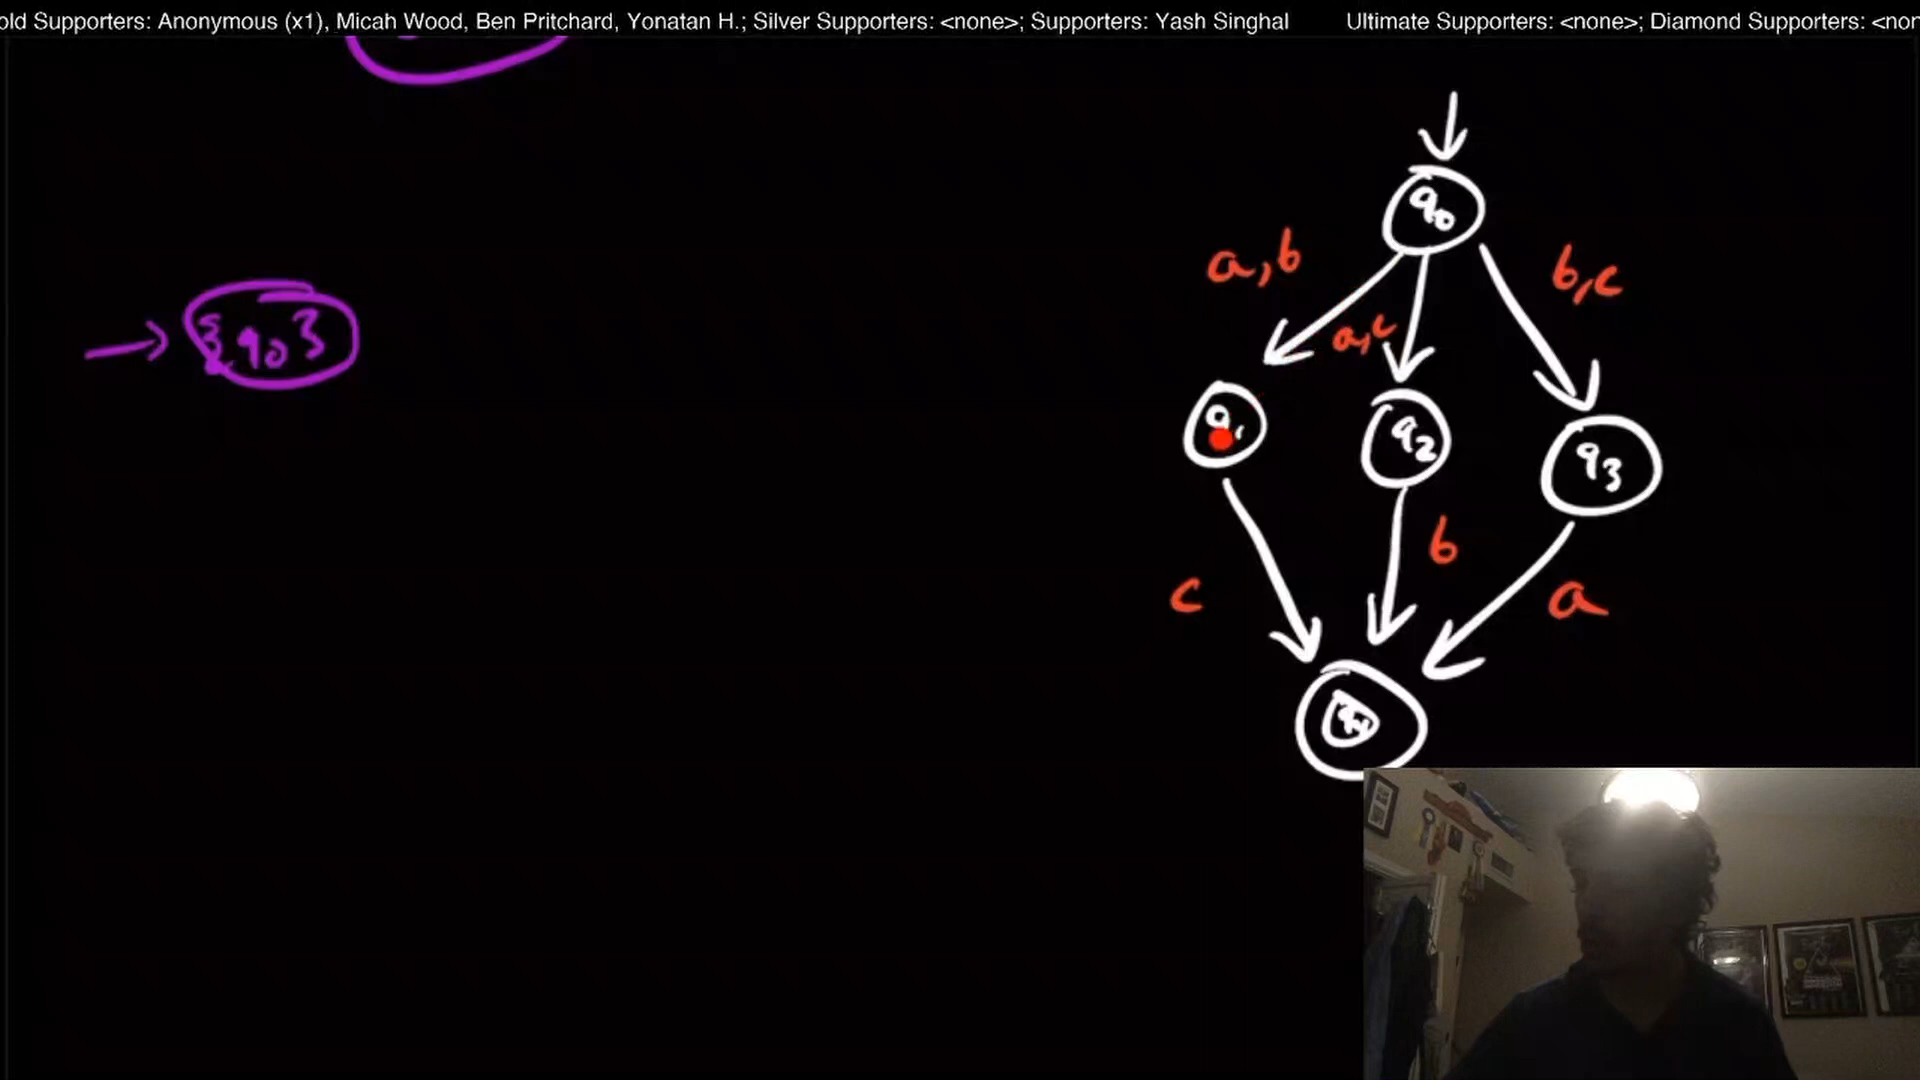 old Supporters: Anonymous (x1), Micah Wood, Ben Pritchard, Yonatan H.; Silver Supporters: <none>; Supporters: Yash Singhal Ultimate Supporters: <none>; Diamond Supporters: <non
q0
a,b
b,c
a,c
{q0}
q1
q2
q3
b
c
a
q4